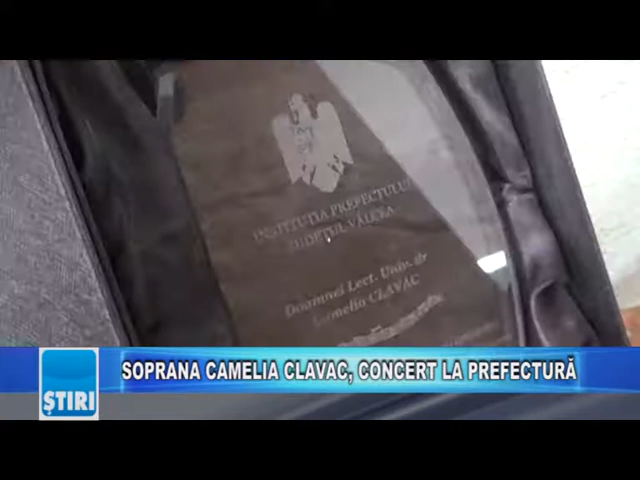 INSTITUȚIA PREFECTULUI
JUDEȚUL VÂLCEA
Doamnei Lect. Univ. dr
Camelia CLAVAC
SOPRANA CAMELIA CLAVAC, CONCERT LA PREFECTURĂ
ȘTIRI